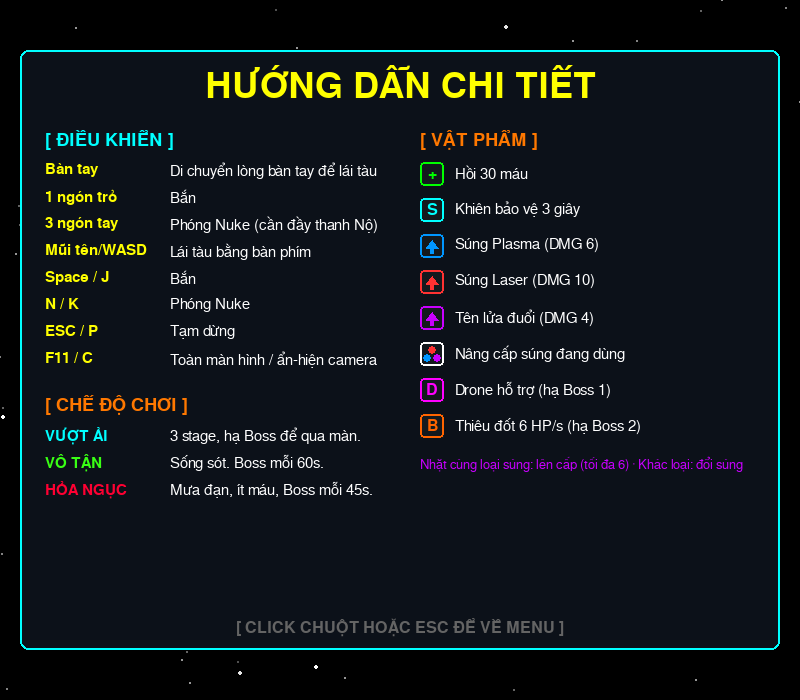 HƯỚNG DẪN CHI TIẾT
[ ĐIỀU KHIỂN ]
Bàn tay Di chuyển lòng bàn tay để lái tàu
1 ngón trỏ Bắn
3 ngón tay Phóng Nuke (cần đầy thanh Nộ)
Mũi tên/WASD Lái tàu bằng bàn phím
Space / J Bắn
N / K Phóng Nuke
ESC / P Tạm dừng
F11 / C Toàn màn hình / ẩn-hiện camera
[ CHẾ ĐỘ CHƠI ]
VƯỢT ẢI 3 stage, hạ Boss để qua màn.
VÔ TẬN Sống sót. Boss mỗi 60s.
HỎA NGỤC Mưa đạn, ít máu, Boss mỗi 45s.
[ VẬT PHẨM ]
+ Hồi 30 máu
S Khiên bảo vệ 3 giây
Súng Plasma (DMG 6)
Súng Laser (DMG 10)
Tên lửa đuổi (DMG 4)
Nâng cấp súng đang dùng
D Drone hỗ trợ (hạ Boss 1)
B Thiêu đốt 6 HP/s (hạ Boss 2)
Nhặt cùng loại súng: lên cấp (tối đa 6) · Khác loại: đổi súng
[ CLICK CHUỘT HOẶC ESC ĐỂ VỀ MENU ]